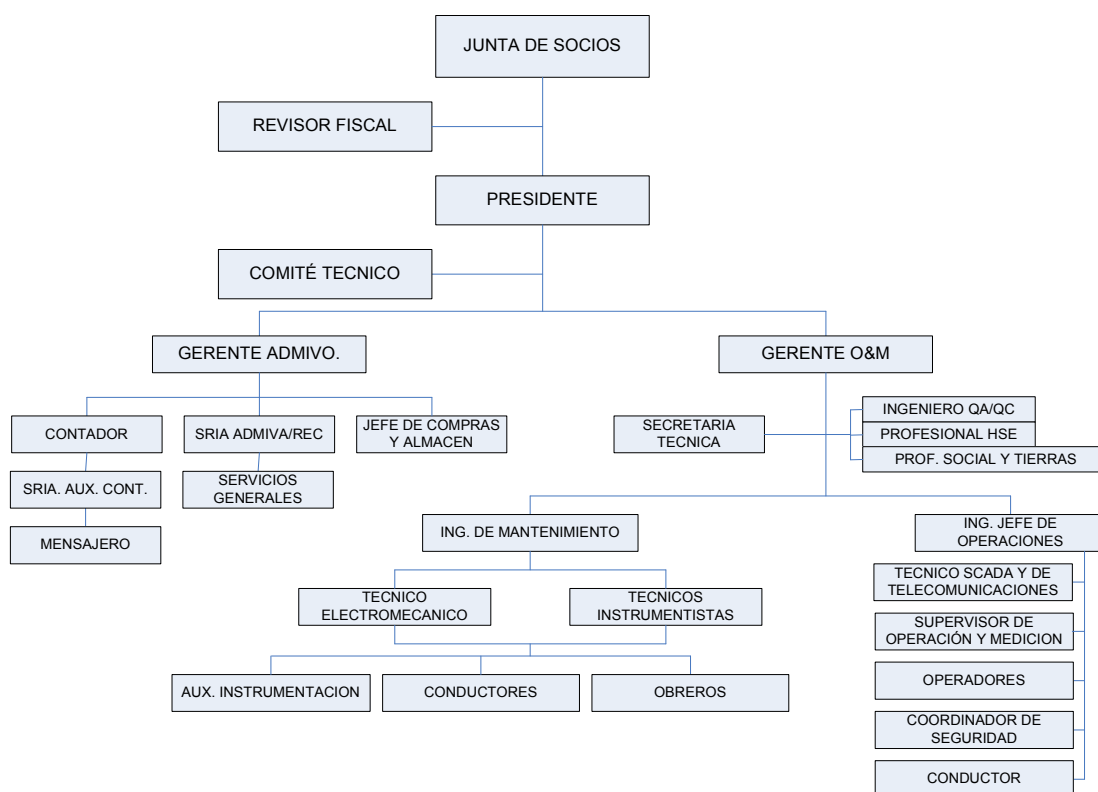 JUNTA DE SOCIOS
REVISOR FISCAL
PRESIDENTE
COMITÉ TECNICO
GERENTE ADMIVO.
GERENTE O&M
CONTADOR
SRIA ADMIVA/REC
JEFE DE COMPRAS
Y ALMACEN
SRIA. AUX. CONT.
SERVICIOS
GENERALES
MENSAJERO
SECRETARIA
TECNICA
INGENIERO QA/QC
PROFESIONAL HSE
PROF. SOCIAL Y TIERRAS
ING. DE MANTENIMIENTO
ING. JEFE DE
OPERACIONES
TECNICO
ELECTROMECANICO
TECNICOS
INSTRUMENTISTAS
AUX. INSTRUMENTACION
CONDUCTORES
OBREROS
TECNICO SCADA Y DE
TELECOMUNICACIONES
SUPERVISOR DE
OPERACIÓN Y MEDICION
OPERADORES
COORDINADOR DE
SEGURIDAD
CONDUCTOR